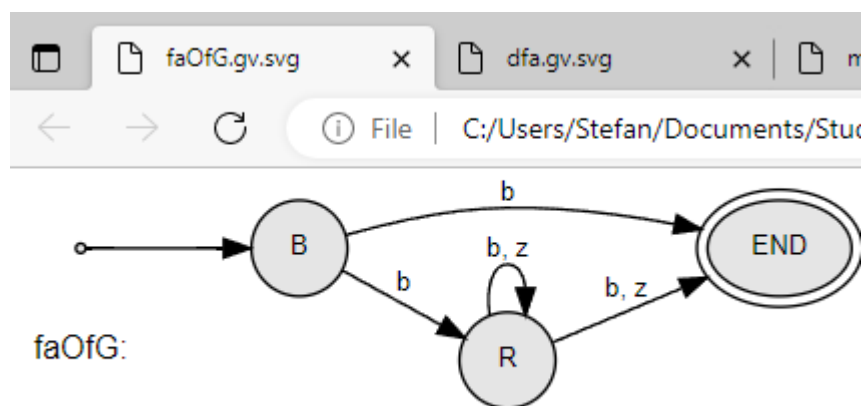 faOfG.gv.svg dfa.gv.svg
File C:/Users/Stefan/Documents/Stud
b
B END
b, z
b b, z
R
faOfG: